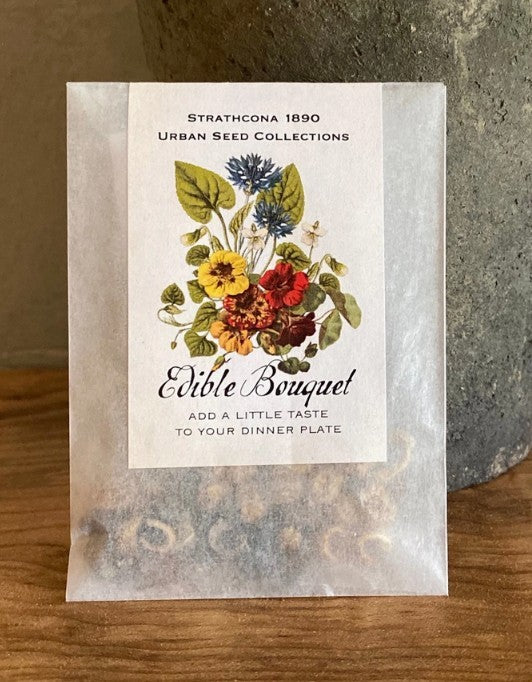 Strathcona 1890
Urban Seed Collections
Edible Bouquet
ADD A LITTLE TASTE
TO YOUR DINNER PLATE